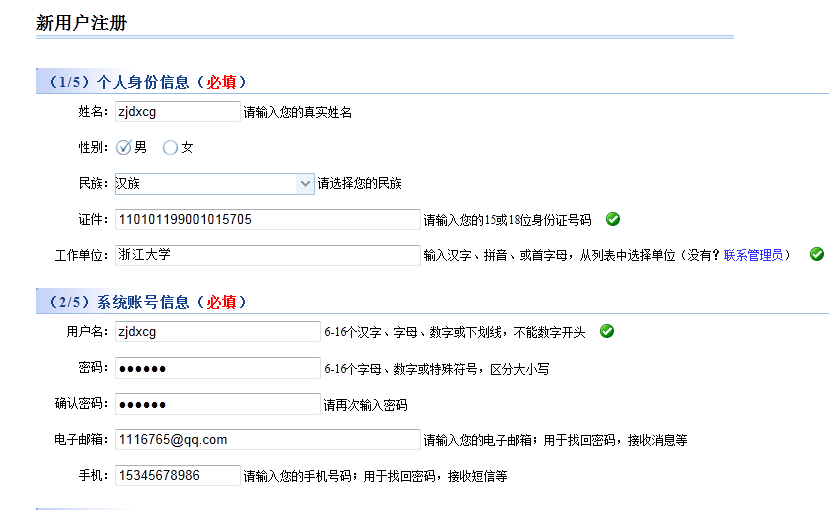 新用户注册
（1/5）个人身份信息（必填）
姓名：zjdxcg 请输入您的真实姓名
性别：男 女
民族：汉族 请选择您的民族
证件：110101199001015705 请输入您的15或18位身份证号码
工作单位：浙江大学 输入汉字、拼音、或首字母，从列表中选择单位（没有？联系管理员）
（2/5）系统账号信息（必填）
用户名：zjdxcg 6-16个汉字、字母、数字或下划线，不能数字开头
密码：●●●●●● 6-16个字母、数字或特殊符号，区分大小写
确认密码：●●●●●● 请再次输入密码
电子邮箱：1116765@qq.com 请输入您的电子邮箱；用于找回密码，接收消息等
手机：15345678986 请输入您的手机号码；用于找回密码，接收短信等